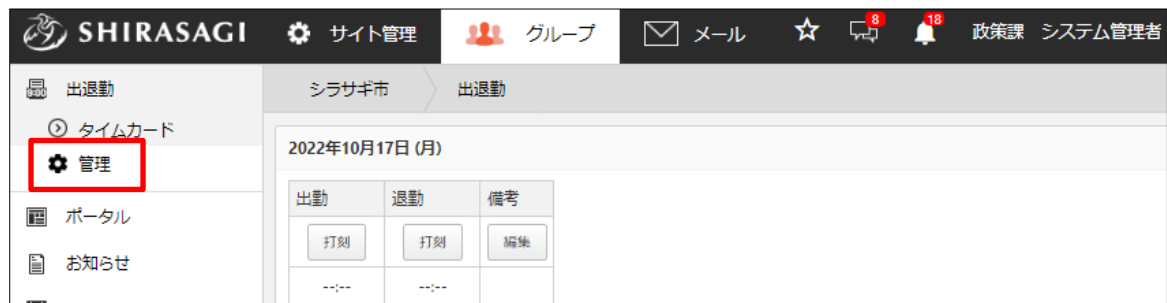 SHIRASAGI サイト管理 グループ メール 8 18 政策課 システム管理者
出退勤
タイムカード
管理
ポータル
お知らせ
シラサギ市 出退勤
2022年10月17日 (月)
出勤 退勤 備考
打刻 打刻 編集
--:-- --:--